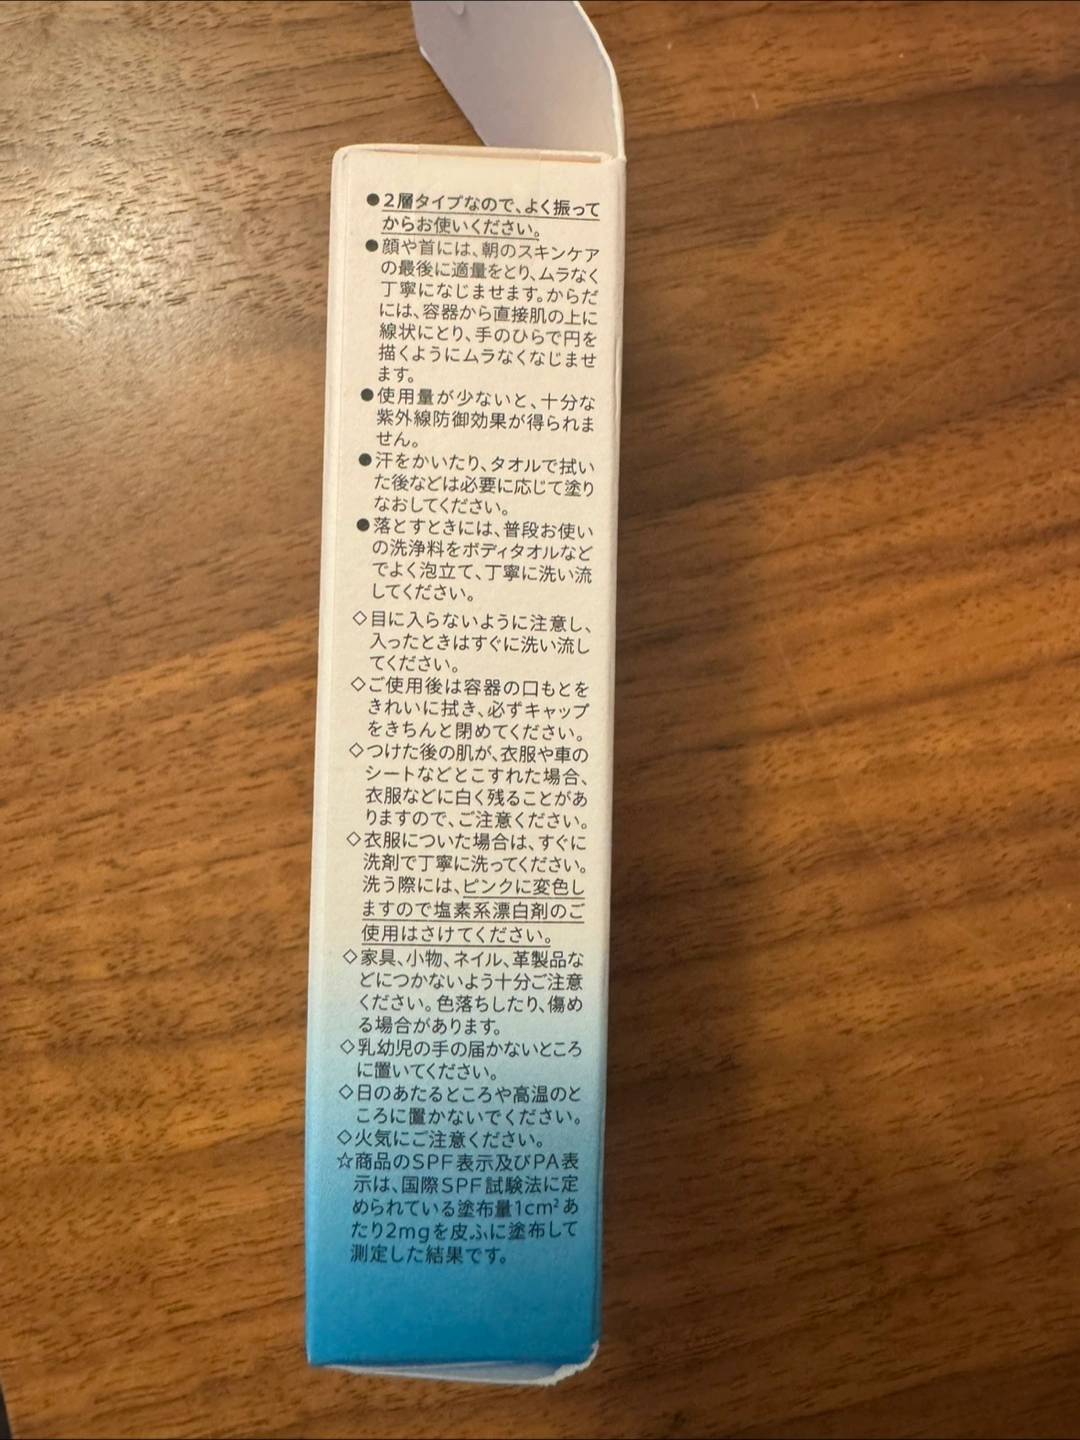 ●2層タイプなので、よく振って
からお使いください。
●顔や首には、朝のスキンケア
の最後に適量をとり、ムラなく
丁寧になじませます。からだ
には、容器から直接肌の上に
線状にとり、手のひらで円を
描くようにムラなくなじませ
ます。
●使用量が少ないと、十分な
紫外線防御効果が得られま
せん。
●汗をかいたり、タオルで拭い
た後などは必要に応じて塗り
なおしてください。
●落とすときには、普段お使い
の洗浄料をボディタオルなど
でよく泡立て、丁寧に洗い流
してください。
◇目に入らないように注意し、
入ったときはすぐに洗い流し
てください。
◇ご使用後は容器の口もとを
きれいに拭き、必ずキャップ
をきちんと閉めてください。
◇つけた後の肌が、衣服や車の
シートなどとこすれた場合、
衣服などに白く残ることがあ
りますので、ご注意ください。
◇衣服についた場合は、すぐに
洗剤で丁寧に洗ってください。
洗う際には、ピンクに変色し
ますので塩素系漂白剤のご
使用はさけてください。
◇家具、小物、ネイル、革製品な
どにつかないよう十分ご注意
ください。色落ちしたり、傷め
る場合があります。
◇乳幼児の手の届かないところ
に置いてください。
◇日のあたるところや高温のと
ころに置かないでください。
◇火気にご注意ください。
☆商品のSPF表示及びPA表
示は、国際SPF試験法に定
められている塗布量1cm²あ
たり2mgを皮ふに塗布して
測定した結果です。